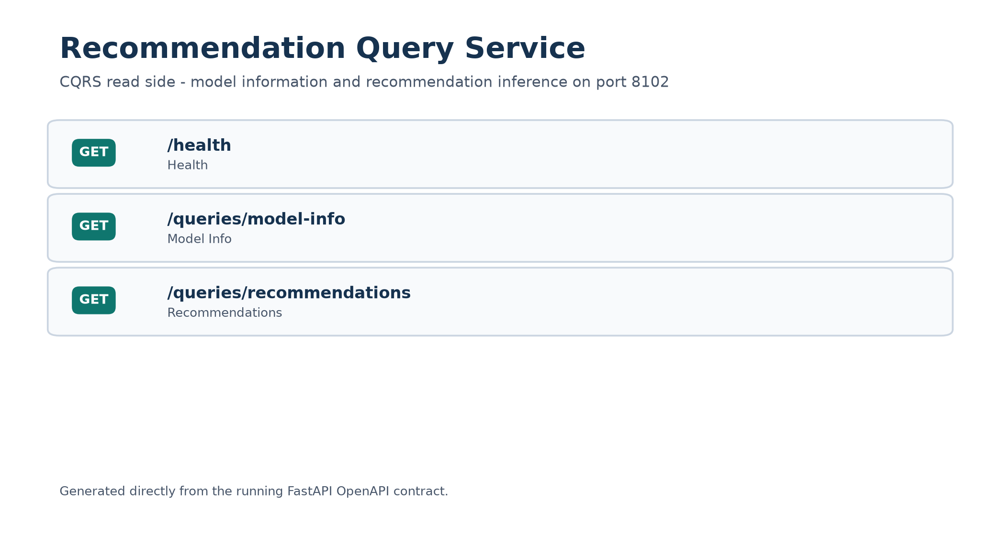 Recommendation Query Service
CQRS read side - model information and recommendation inference on port 8102
GET
/health
Health
GET
/queries/model-info
Model Info
GET
/queries/recommendations
Recommendations
Generated directly from the running FastAPI OpenAPI contract.